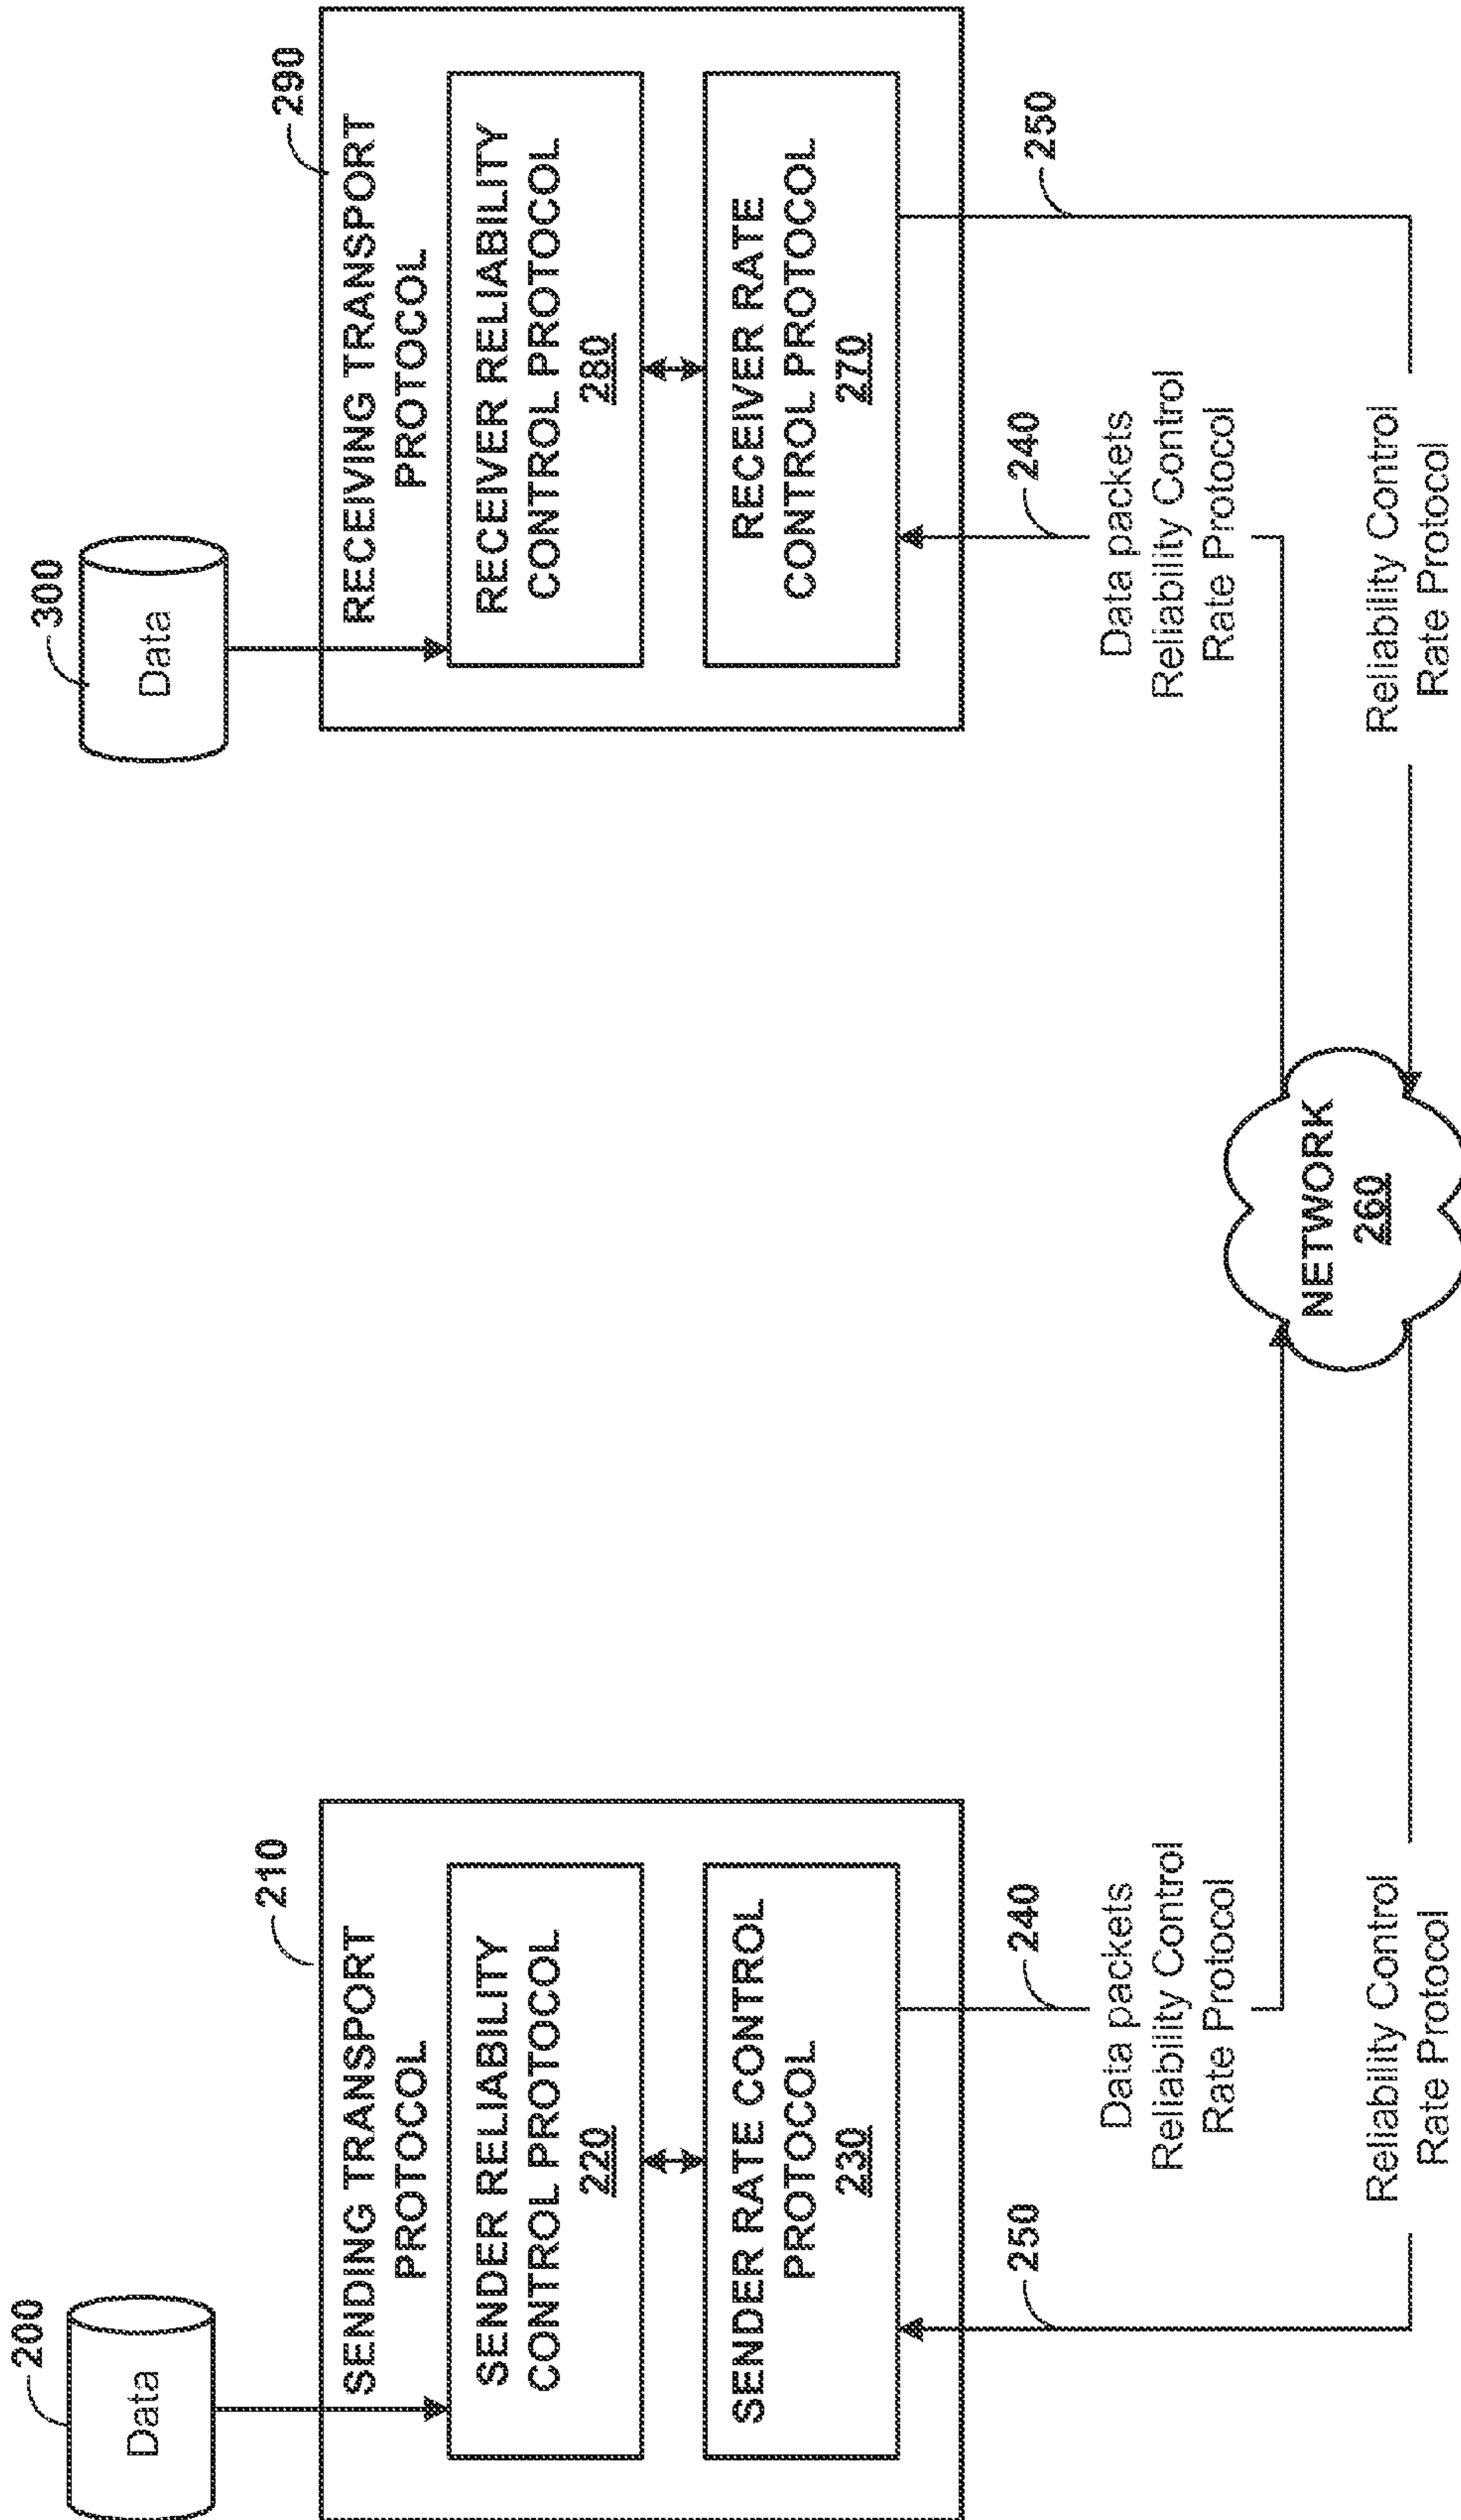 200
Data
210
SENDING TRANSPORT
PROTOCOL
SENDER RELIABILITY
CONTROL PROTOCOL
220
SENDER RATE CONTROL
PROTOCOL
230
250
240
Data packets
Reliability Control
Rate Protocol
Reliability Control
Rate Protocol
NETWORK
260
300
Data
290
RECEIVING TRANSPORT
PROTOCOL
RECEIVER RELIABILITY
CONTROL PROTOCOL
280
RECEIVER RATE
CONTROL PROTOCOL
270
240
250
Data packets
Reliability Control
Rate Protocol
Reliability Control
Rate Protocol